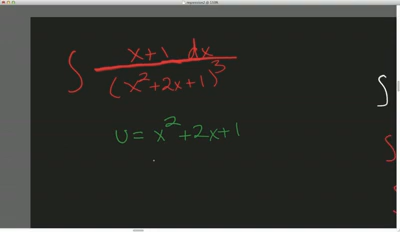 ∫ x+1 dx
(x²+2x+1)³
u = x²+2x+1